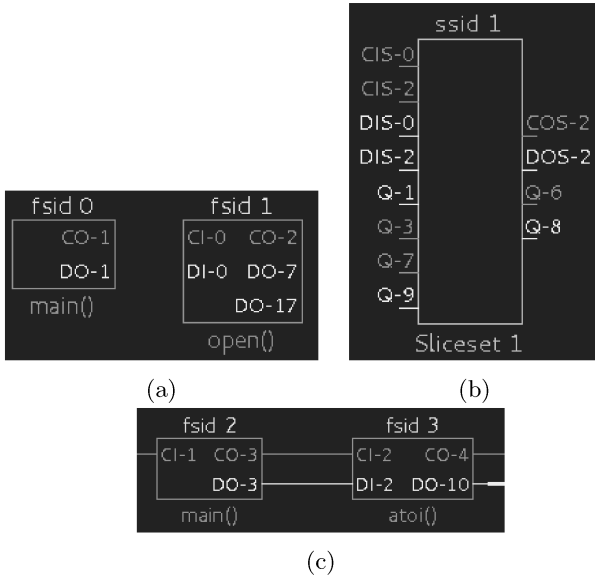 fsid 0
CO-1
DO-1
main()
fsid 1
CI-0 CO-2
DI-0 DO-7
DO-17
open()
(a)
ssid 1
CIS-0
CIS-2
DIS-0
COS-2
DIS-2
DOS-2
Q-1
Q-6
Q-3
Q-8
Q-7
Q-9
Sliceset 1
(b)
fsid 2
CI-1 CO-3
DO-3
main()
fsid 3
CI-2 CO-4
DI-2 DO-10
atoi()
(c)